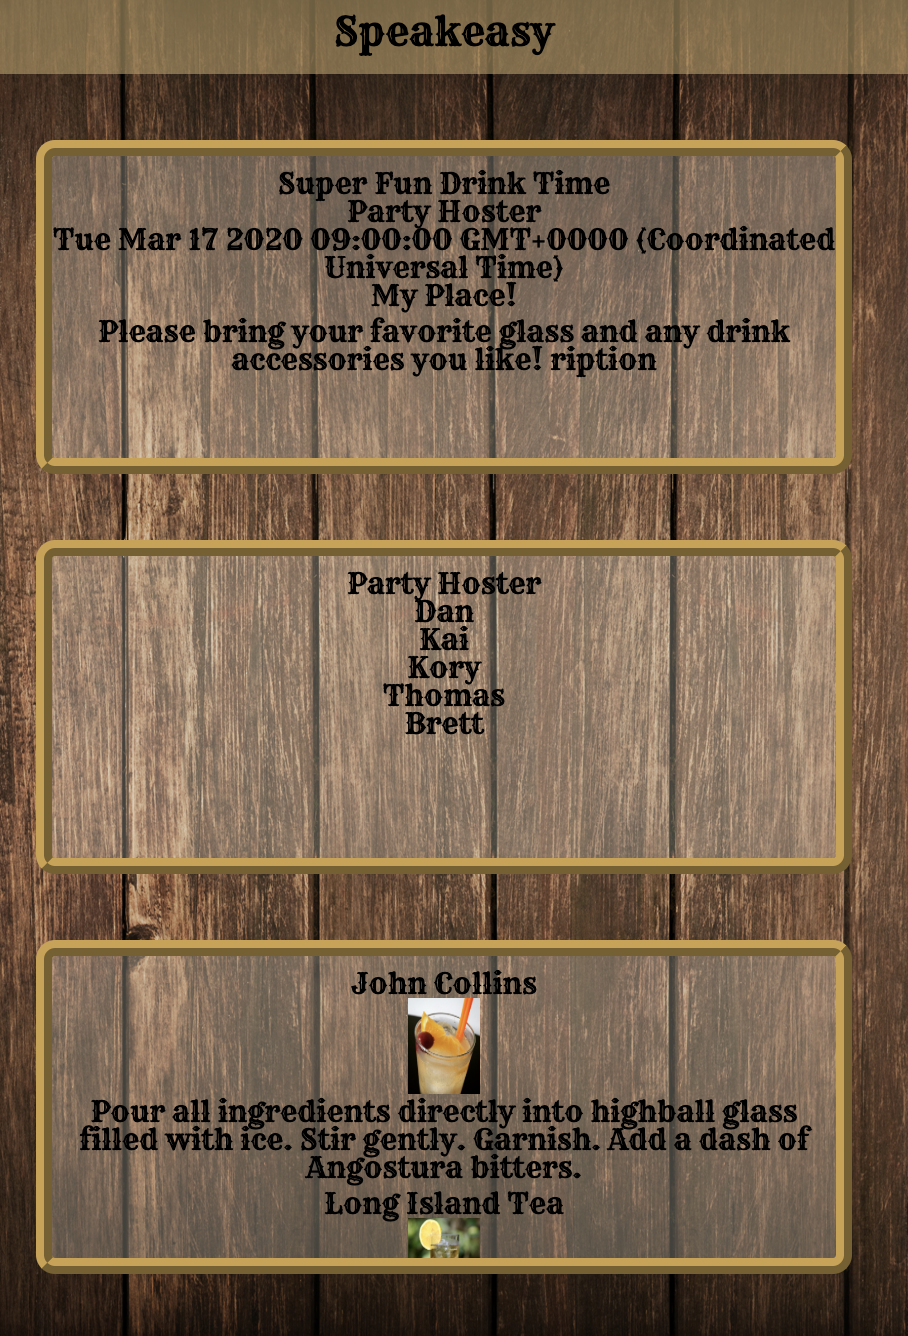 Speakeasy
Super Fun Drink Time
Party Hoster
Tue Mar 17 2020 09:00:00 GMT+0000 (Coordinated
Universal Time)
My Place!
Please bring your favorite glass and any drink
accessories you like! ription
Party Hoster
Dan
Kai
Kory
Thomas
Brett
John Collins
Pour all ingredients directly into highball glass
filled with ice. Stir gently. Garnish. Add a dash of
Angostura bitters.
Long Island Tea